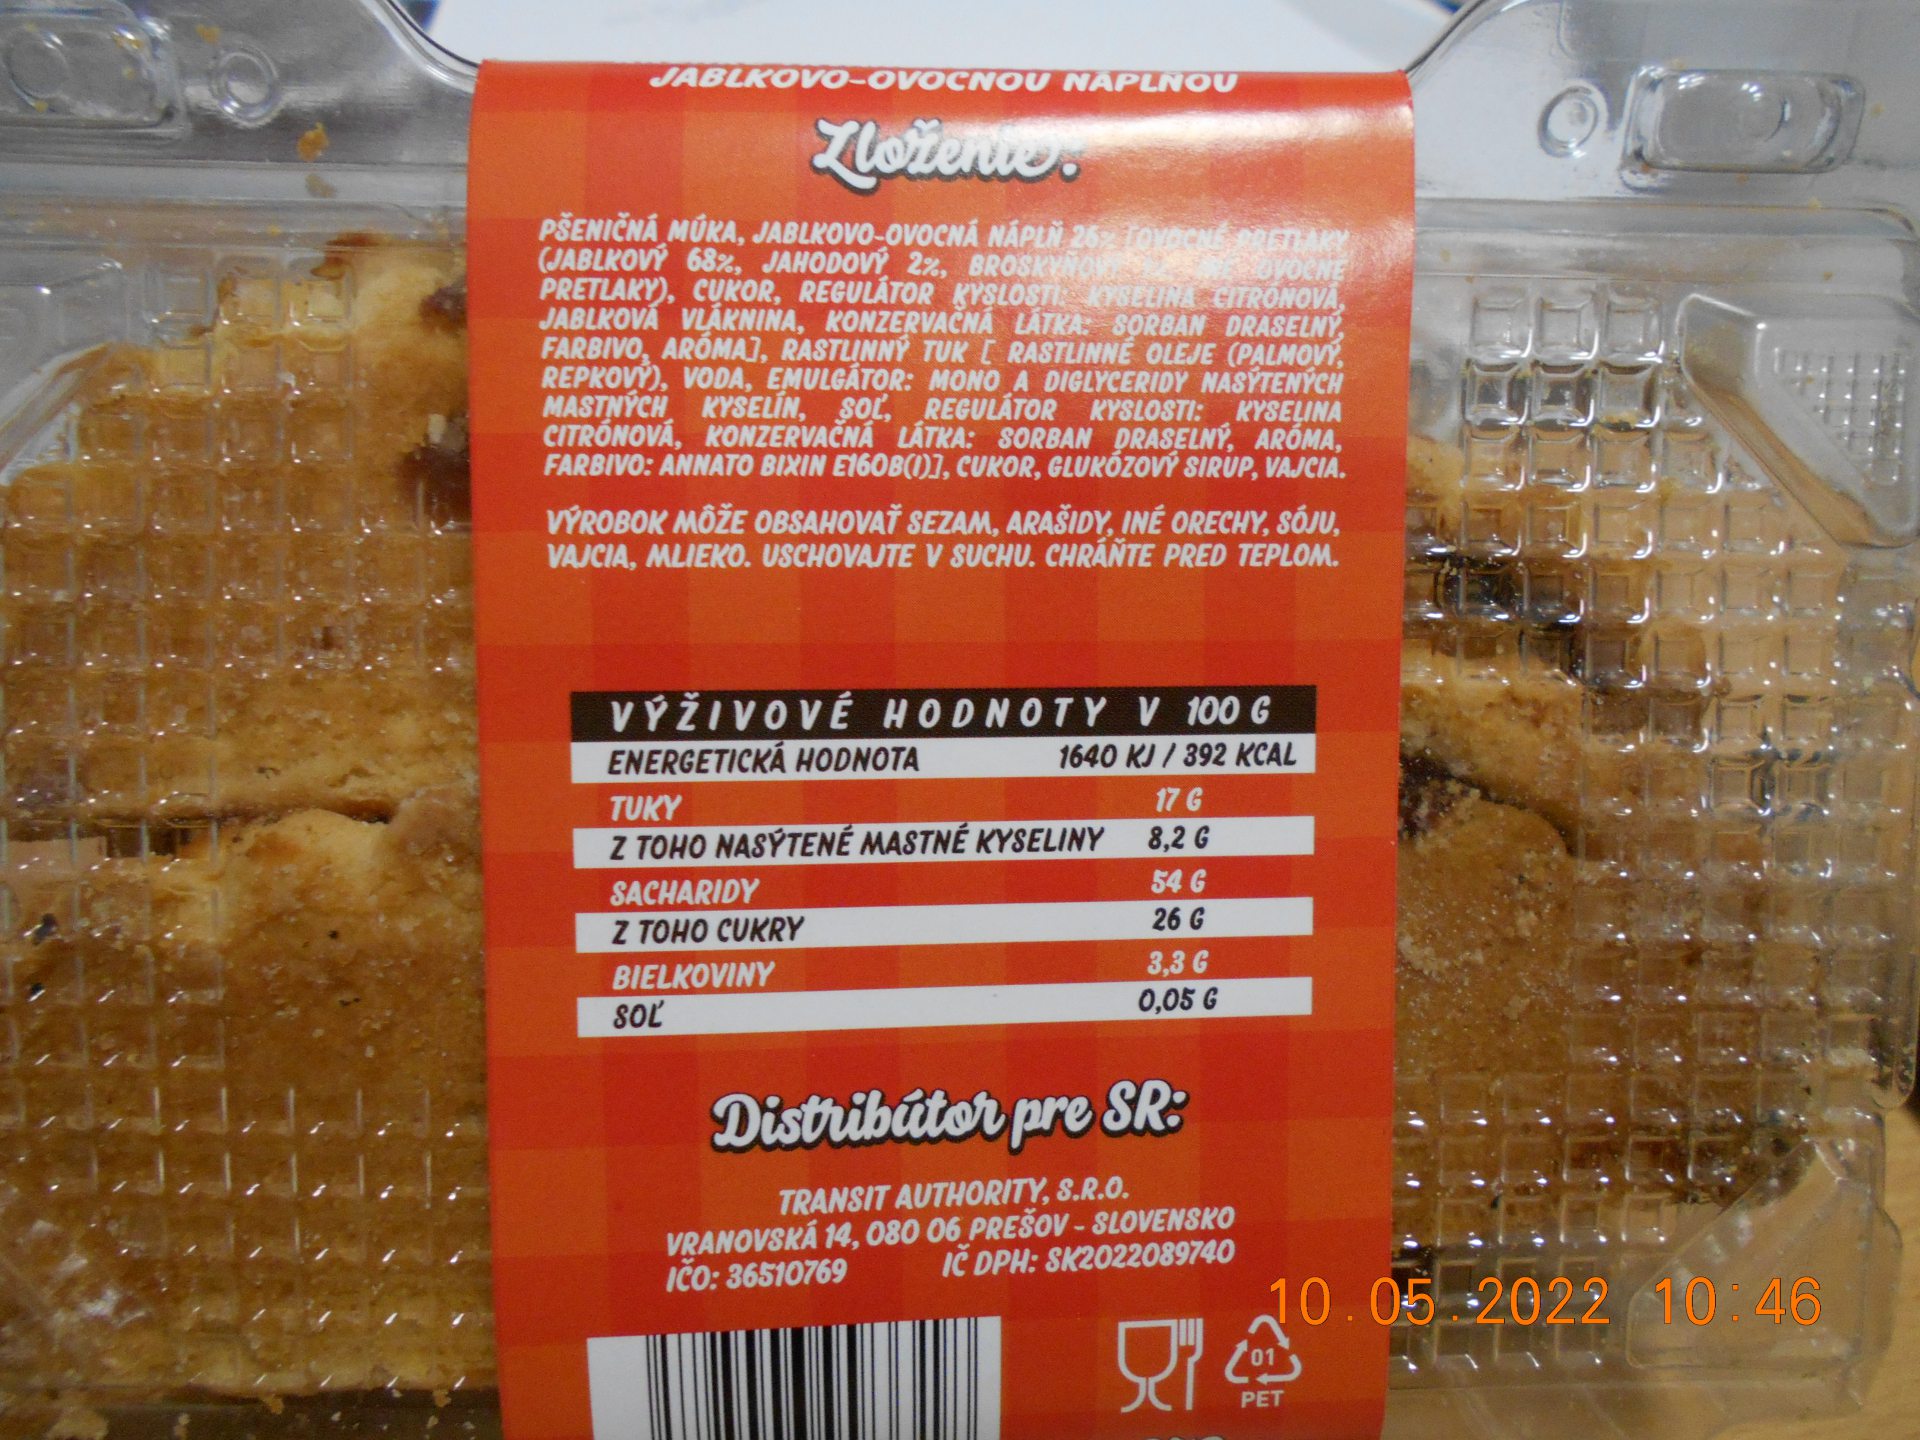 JABLKOVO-OVOCNOU NÁPLŇOU
Zloženie:
PŠENIČNÁ MÚKA, JABLKOVO-OVOCNÁ NÁPLŇ 26% [OVOCNÉ PRETLAKY
(JABLKOVÝ 68%, JAHODOVÝ 2%, BROSKYŇOVÝ OVOCNÉ
PRETLAKY), CUKOR, REGULÁTOR KYSLOSTI: KYSELINA CITRÓNOVÁ,
JABLKOVÁ VLÁKNINA, KONZERVAČNÁ LÁTKA: SORBAN DRASELNÝ,
FARBIVO, ARÓMA], RASTLINNÝ TUK [ RASTLINNÉ OLEJE (PALMOVÝ,
REPKOVÝ), VODA, EMULGÁTOR: MONO A DIGLYCERIDY NASÝTENÝCH
MASTNÝCH KYSELÍN, SOĽ, REGULÁTOR KYSLOSTI: KYSELINA
CITRÓNOVÁ, KONZERVAČNÁ LÁTKA: SORBAN DRASELNÝ, ARÓMA,
FARBIVO: ANNATO BIXIN E160B(I)], CUKOR, GLUKÓZOVÝ SIRUP, VAJCIA.
VÝROBOK MÔŽE OBSAHOVAŤ SEZAM, ARAŠIDY, INÉ ORECHY, SÓJU,
VAJCIA, MLIEKO. USCHOVAJTE V SUCHU. CHRÁŇTE PRED TEPLOM.
VÝŽIVOVÉ HODNOTY V 100 G
ENERGETICKÁ HODNOTA 1640 KJ / 392 KCAL
TUKY 17 G
Z TOHO NASÝTENÉ MASTNÉ KYSELINY 8,2 G
SACHARIDY 54 G
Z TOHO CUKRY 26 G
BIELKOVINY 3,3 G
SOĽ 0,05 G
Distribútor pre SR:
TRANSIT AUTHORITY, S.R.O.
VRANOVSKÁ 14, 080 06 PREŠOV - SLOVENSKO
IČO: 36510769 IČ DPH: SK2022089740
10.05.2022 10:46
01
PET